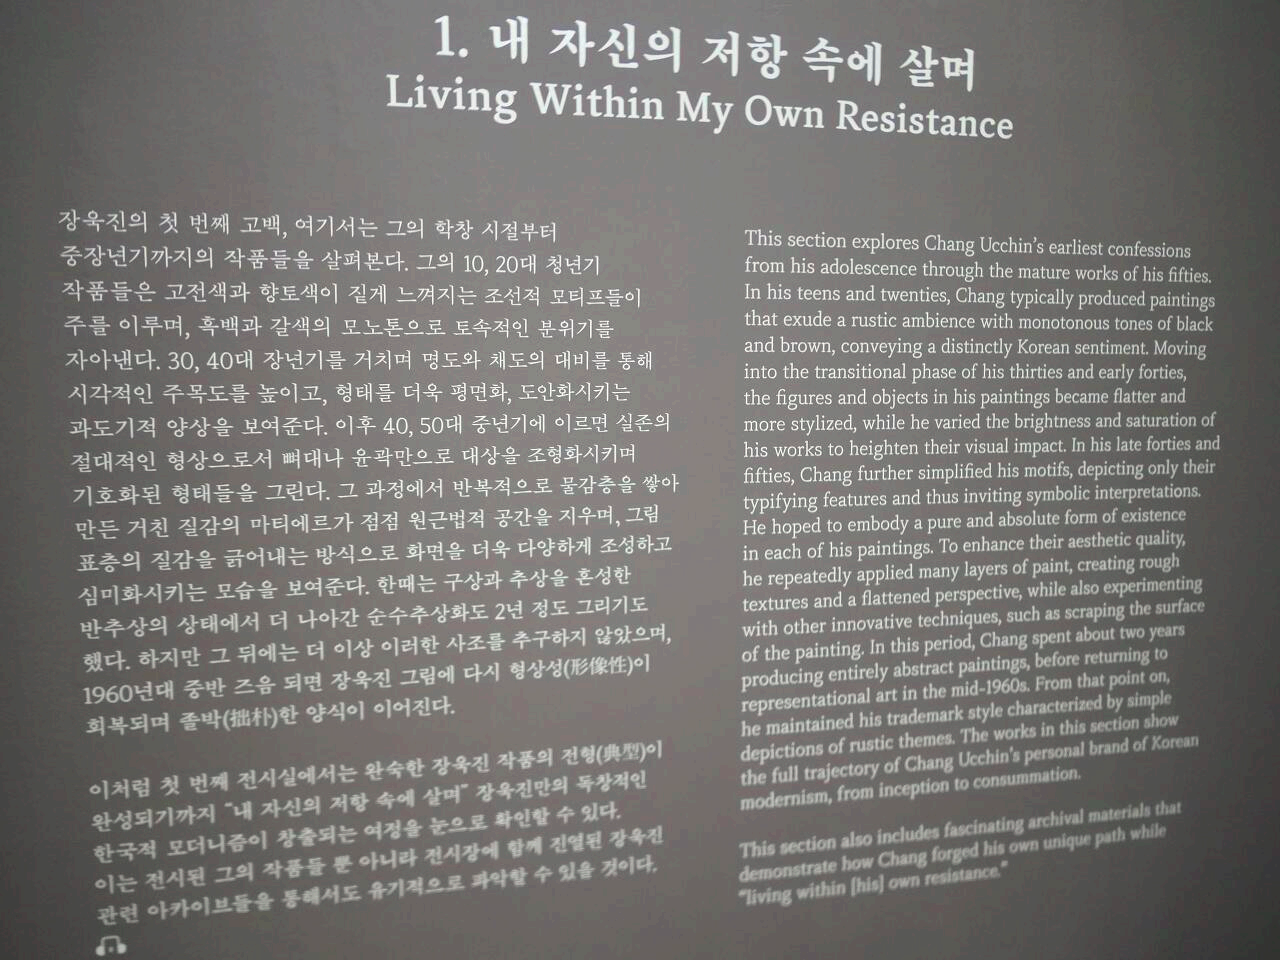 1. 내 자신의 저항 속에 살며
Living Within My Own Resistance
장욱진의 첫 번째 고백, 여기서는 그의 학창 시절부터
중장년기까지의 작품들을 살펴본다. 그의 10, 20대 청년기
작품들은 고전색과 향토색이 짙게 느껴지는 조선적 모티프들이
주를 이루며, 흑백과 갈색의 모노톤으로 토속적인 분위기를
자아낸다. 30, 40대 장년기를 거치며 명도와 채도의 대비를 통해
시각적인 주목도를 높이고, 형태를 더욱 평면화, 도안화시키는
과도기적 양상을 보여준다. 이후 40, 50대 중년기에 이르면 실존의
절대적인 형상으로서 뼈대나 윤곽만으로 대상을 조형화시키며
기호화된 형태들을 그린다. 그 과정에서 반복적으로 물감층을 쌓아
만든 거친 질감의 마티에르가 점점 원근법적 공간을 지우며, 그림
표층의 질감을 긁어내는 방식으로 화면을 더욱 다양하게 조성하고
심미화시키는 모습을 보여준다. 한때는 구상과 추상을 혼성한
반추상의 상태에서 더 나아간 순수추상화도 2년 정도 그리기도
했다. 하지만 그 뒤에는 더 이상 이러한 사조를 추구하지 않았으며,
1960년대 중반 즈음 되면 장욱진 그림에 다시 형상성(形像性)이
회복되며 졸박(拙朴)한 양식이 이어진다.
이처럼 첫 번째 전시실에서는 완숙한 장욱진 작품의 전형(典型)이
완성되기까지 “내 자신의 저항 속에 살며” 장욱진만의 독창적인
한국적 모더니즘이 창출되는 여정을 눈으로 확인할 수 있다.
이는 전시된 그의 작품들 뿐 아니라 전시장에 함께 진열된 장욱진
관련 아카이브들을 통해서도 유기적으로 파악할 수 있을 것이다.
This section explores Chang Ucchin’s earliest confessions
from his adolescence through the mature works of his fifties.
In his teens and twenties, Chang typically produced paintings
that exude a rustic ambience with monotonous tones of black
and brown, conveying a distinctly Korean sentiment. Moving
into the transitional phase of his thirties and early forties,
the figures and objects in his paintings became flatter and
more stylized, while he varied the brightness and saturation of
his works to heighten their visual impact. In his late forties and
fifties, Chang further simplified his motifs, depicting only their
typifying features and thus inviting symbolic interpretations.
He hoped to embody a pure and absolute form of existence
in each of his paintings. To enhance their aesthetic quality,
he repeatedly applied many layers of paint, creating rough
textures and a flattened perspective, while also experimenting
with other innovative techniques, such as scraping the surface
of the painting. In this period, Chang spent about two years
producing entirely abstract paintings, before returning to
representational art in the mid-1960s. From that point on,
he maintained his trademark style characterized by simple
depictions of rustic themes. The works in this section show
the full trajectory of Chang Ucchin’s personal brand of Korean
modernism, from inception to consummation.
This section also includes fascinating archival materials that
demonstrate how Chang forged his own unique path while
“living within [his] own resistance.”